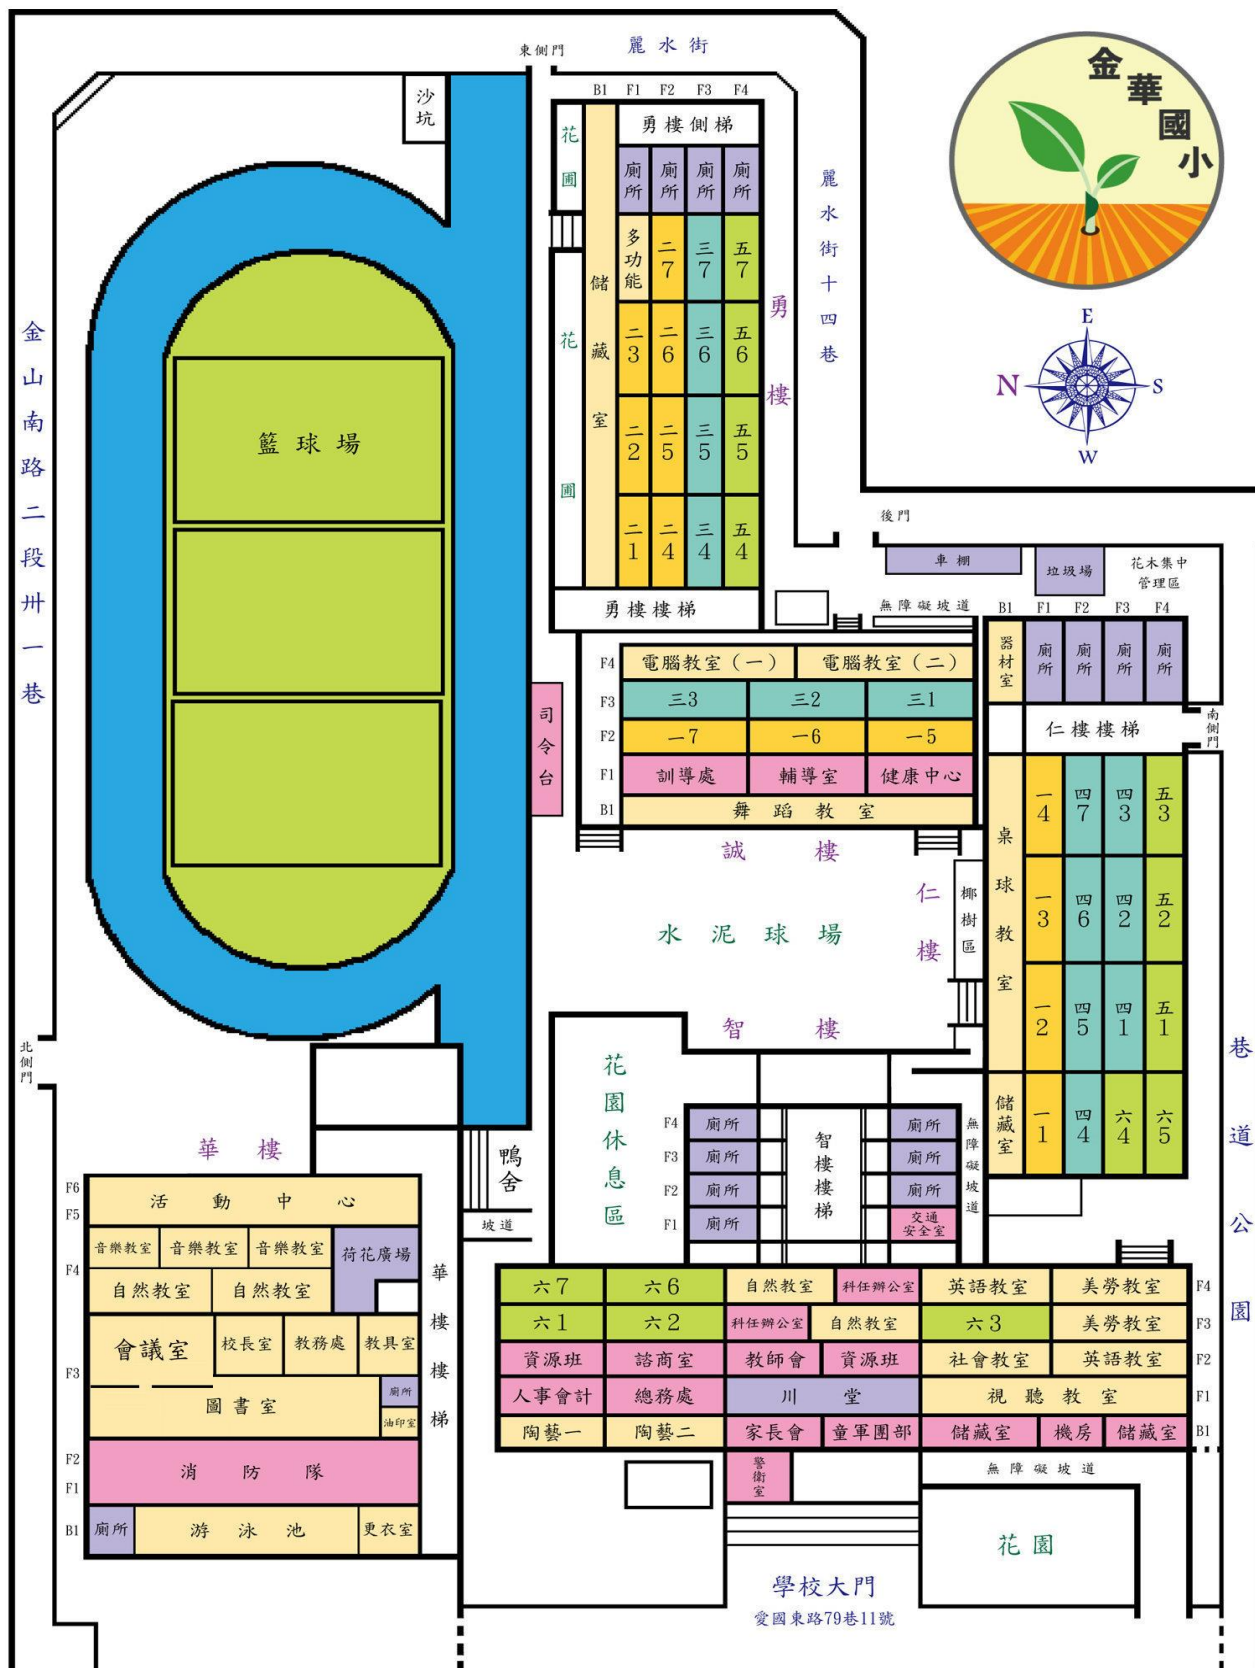 金華國小
E
N
S
W
東側門
麗水街
麗水街十四巷
金山南路二段卅一巷
沙坑
籃球場
B1 F1 F2 F3 F4
花圃
花圃
儲藏室
勇樓側梯
廁所 廁所 廁所 廁所
多功能 二7 三7 五7
二3 二6 三6 五6
二2 二5 三5 五5
二1 二4 三4 五4
勇樓
勇樓樓梯
後門
車棚
垃圾場
花木集中
管理區
無障礙坡道
F4 電腦教室（一） 電腦教室（二）
F3 三3 三2 三1
F2 一7 一6 一5
F1 訓導處 輔導室 健康中心
B1 舞蹈教室
司令台
誠樓
B1 F1 F2 F3 F4
器材室 廁所 廁所 廁所 廁所
仁樓樓梯
南側門
桌球教室
一4 四7 四3 五3
一3 四6 四2 五2
一2 四5 四1 五1
儲藏室 一1 四4 六4 六5
仁樓
椰樹區
水泥球場
智樓
巷道公園
北側門
花園休息區
F4 廁所 廁所
F3 廁所 廁所
F2 廁所 廁所
F1 廁所 交通安全室
智樓樓梯
無障礙坡道
鴨舍
坡道
華樓
F6
F5
活動中心
F4
音樂教室 音樂教室 音樂教室 荷花廣場
自然教室 自然教室
F3
會議室 校長室 教務處 教具室
圖書室 廁所
油印室
F2
F1
消防隊
B1 廁所 游泳池 更衣室
華樓樓梯
六7 六6 自然教室 科任辦公室 英語教室 美勞教室 F4
六1 六2 科任辦公室 自然教室 六3 美勞教室 F3
資源班 諮商室 教師會 資源班 社會教室 英語教室 F2
人事會計 總務處 川堂 視聽教室 F1
陶藝一 陶藝二 家長會 童軍團部 儲藏室 機房 儲藏室 B1
警衛室
無障礙坡道
花園
學校大門
愛國東路79巷11號